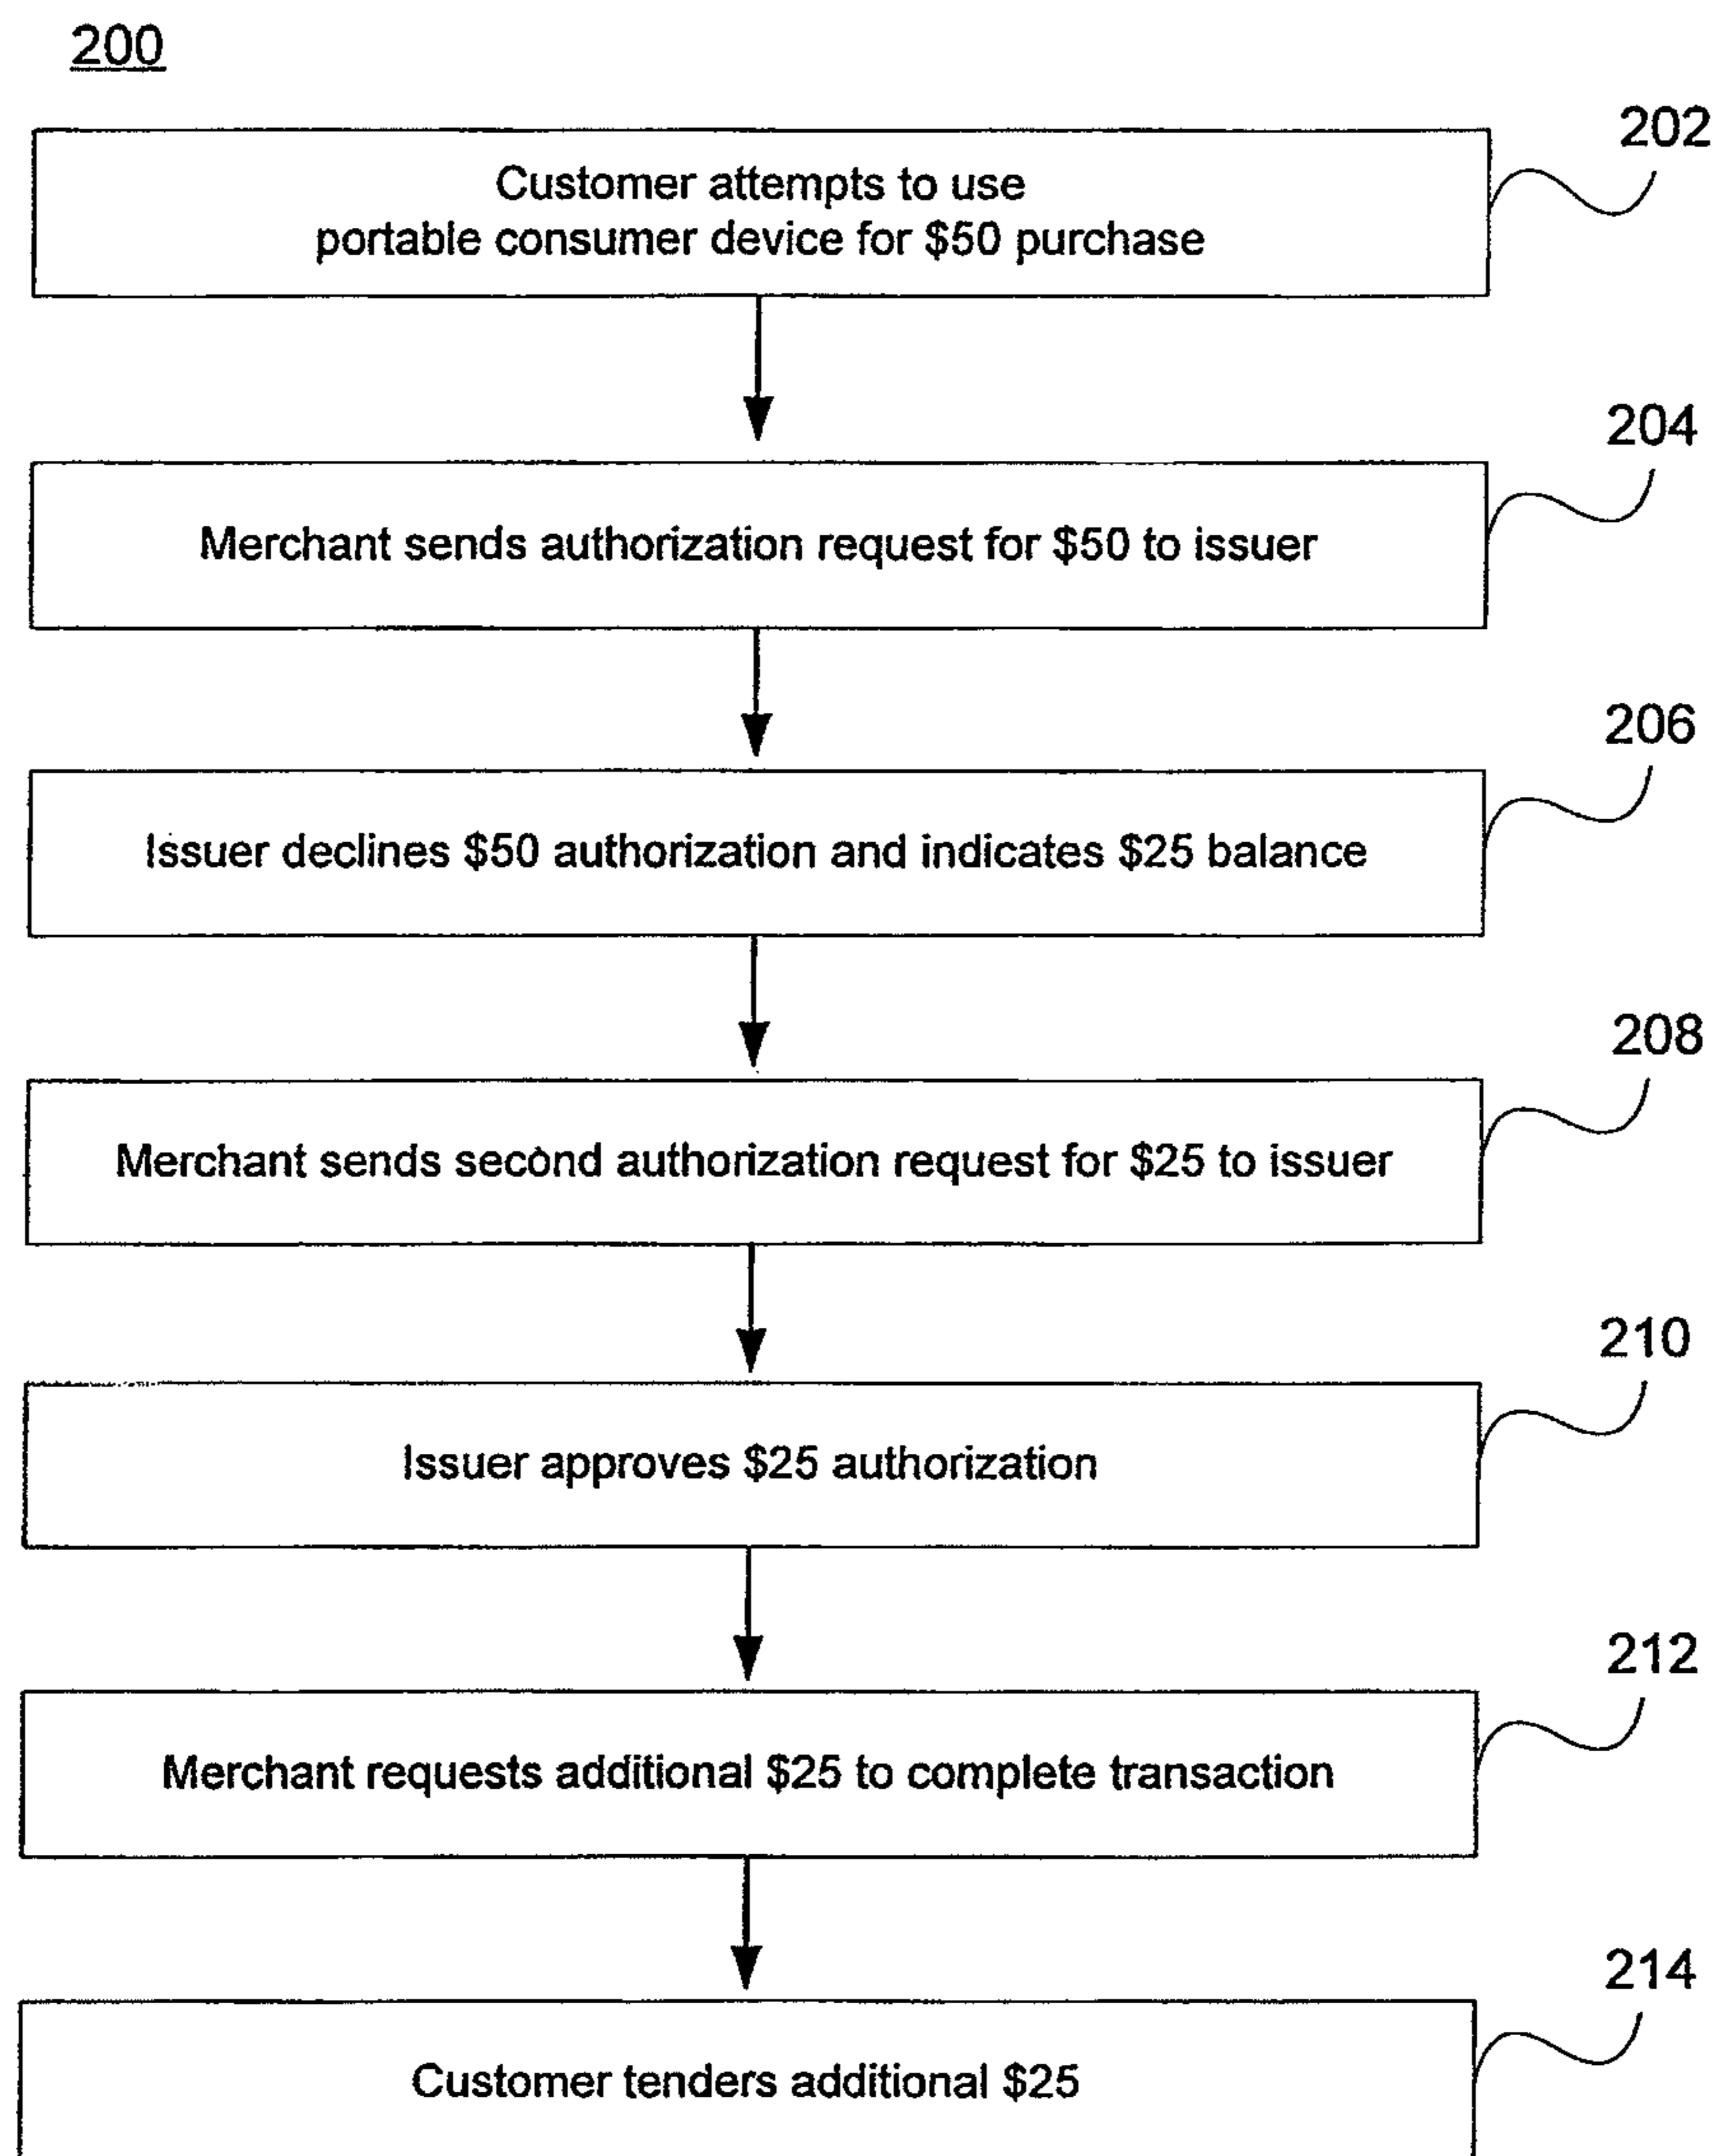 200
202
Customer attempts to use
portable consumer device for $50 purchase
204
Merchant sends authorization request for $50 to issuer
206
Issuer declines $50 authorization and indicates $25 balance
208
Merchant sends second authorization request for $25 to issuer
210
Issuer approves $25 authorization
212
Merchant requests additional $25 to complete transaction
214
Customer tenders additional $25